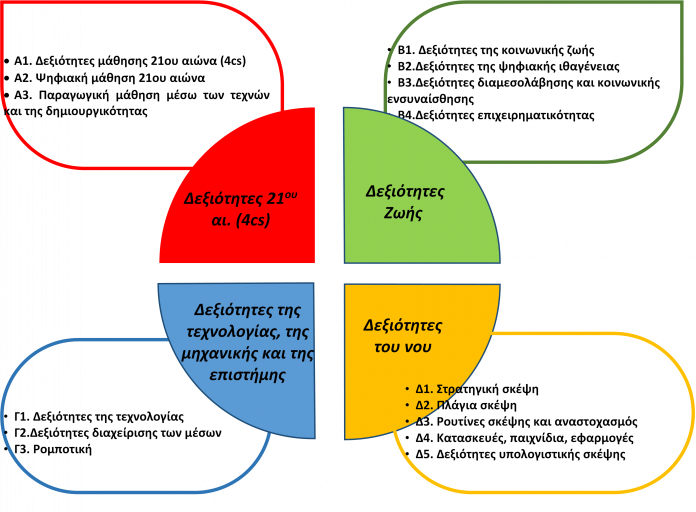 • Α1. Δεξιότητες μάθησης 21ου αιώνα (4cs)
• Α2. Ψηφιακή μάθηση 21ου αιώνα
• Α3. Παραγωγική μάθηση μέσω των τεχνών
και της δημιουργικότητας
• Β1. Δεξιότητες της κοινωνικής ζωής
• Β2.Δεξιότητες της ψηφιακής ιθαγένειας
• Β3.Δεξιότητες διαμεσολάβησης και κοινωνικής
ενσυναίσθησης
Β4.Δεξιότητες επιχειρηματικότητας
Δεξιότητες 21ου
αι. (4cs)
Δεξιότητες
Ζωής
Δεξιότητες της
τεχνολογίας, της
μηχανικής και της
επιστήμης
Δεξιότητες
του νου
• Γ1. Δεξιότητες της τεχνολογίας
• Γ2.Δεξιότητες διαχείρισης των μέσων
• Γ3. Ρομποτική
• Δ1. Στρατηγική σκέψη
• Δ2. Πλάγια σκέψη
• Δ3. Ρουτίνες σκέψης και αναστοχασμός
• Δ4. Κατασκευές, παιχνίδια, εφαρμογές
• Δ5. Δεξιότητες υπολογιστικής σκέψης